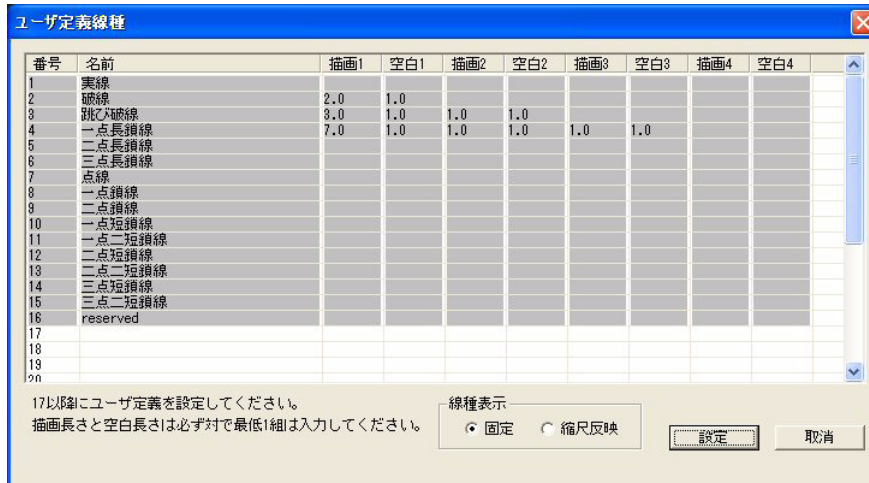 ユーザ定義線種
番号 名前 描画1 空白1 描画2 空白2 描画3 空白3 描画4 空白4
1 実線
2 破線 2.0 1.0
3 跳び破線 3.0 1.0 1.0 1.0
4 一点長鎖線 7.0 1.0 1.0 1.0 1.0 1.0
5 二点長鎖線
6 三点長鎖線
7 点線
8 一点鎖線
9 二点鎖線
10 一点短鎖線
11 一点二短鎖線
12 二点短鎖線
13 二点二短鎖線
14 三点短鎖線
15 三点二短鎖線
16 reserved
17
18
19
20
17以降にユーザ定義を設定してください。
描画長さと空白長さは必ず対で最低1組は入力してください。
線種表示
固定 縮尺反映
設定 取消